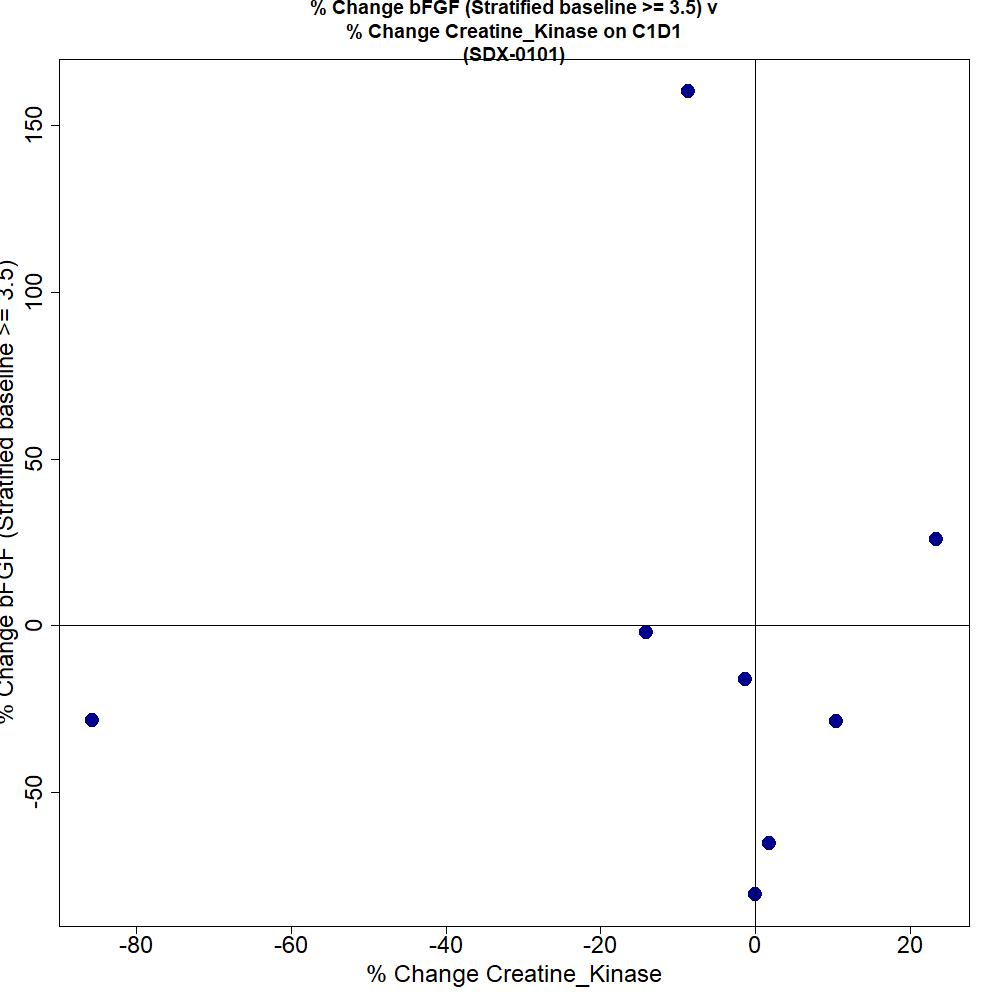 % Change bFGF (Stratified baseline >= 3.5) v
% Change Creatine_Kinase on C1D1
(SDX-0101)
% Change bFGF (Stratified baseline >= 3.5)
150
100
50
0
-50
-80
-60
-40
-20
0
20
% Change Creatine_Kinase